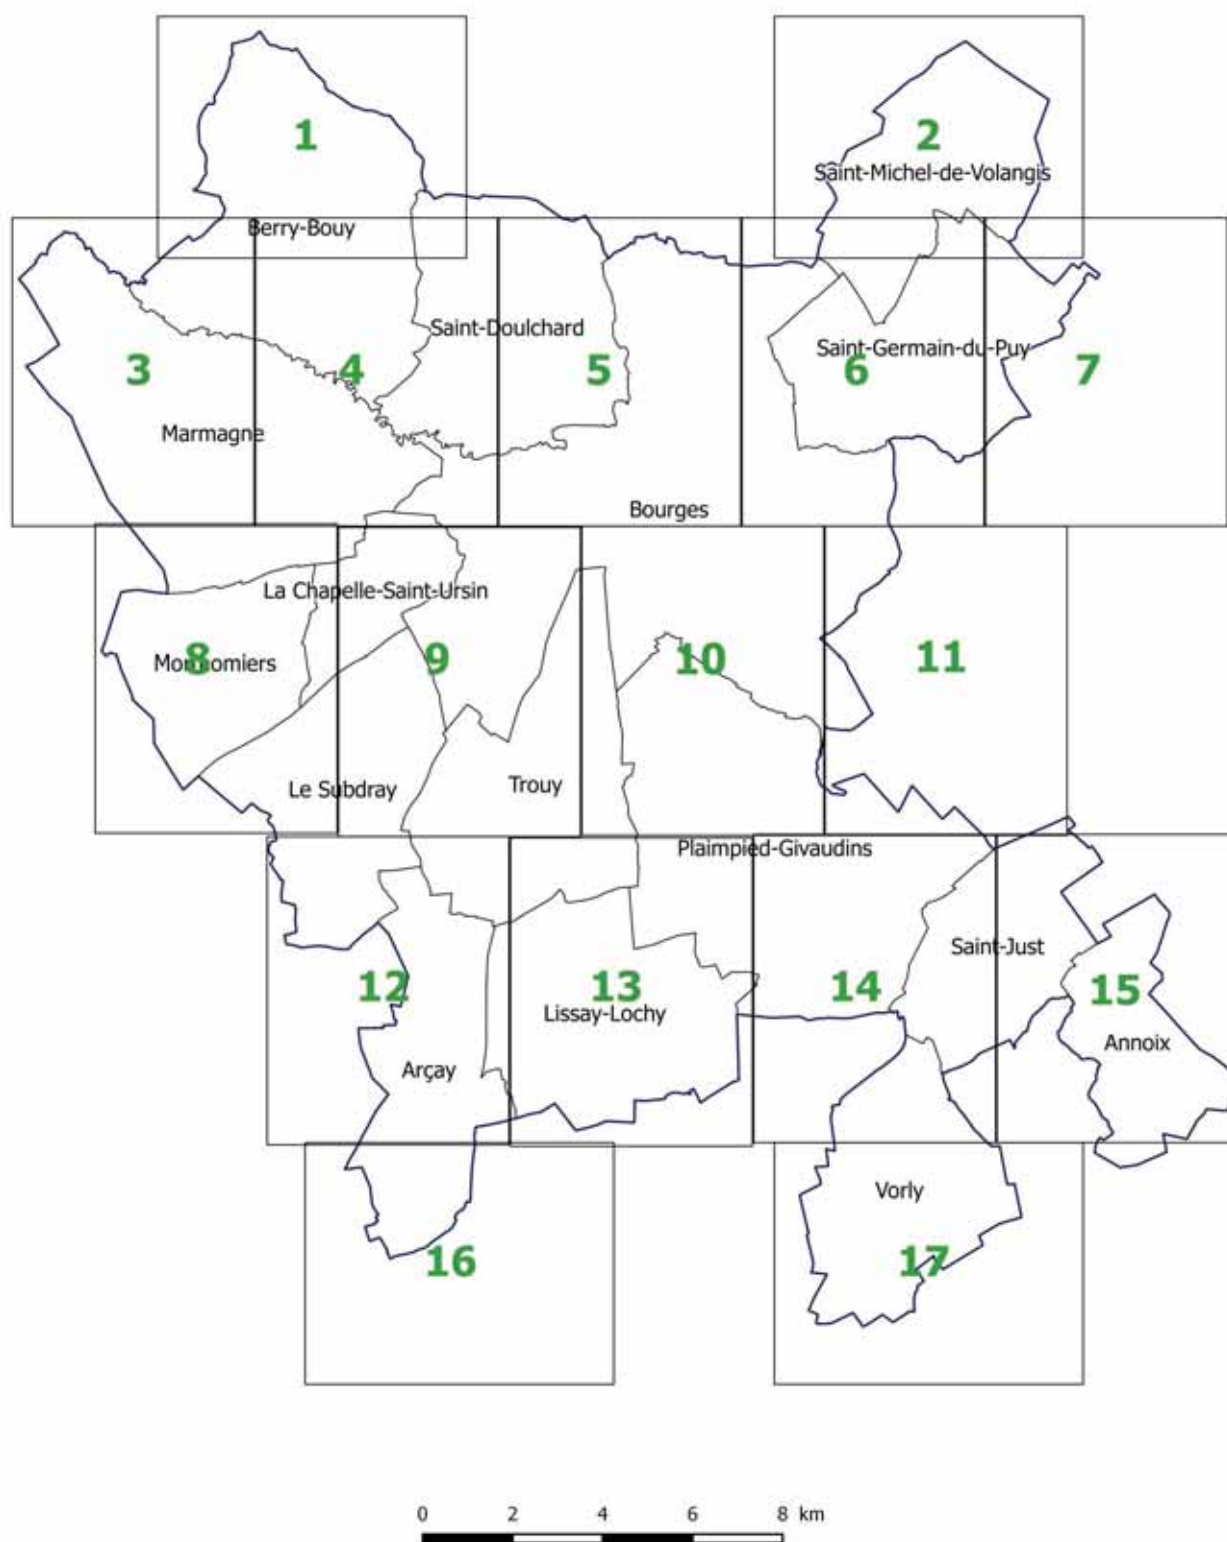 1
2
Saint-Michel-de-Volangis
Berry-Bouy
Saint-Doulchard
Saint-Germain-du-Puy
3
4
5
6
7
Marmagne
Bourges
La Chapelle-Saint-Ursin
8
9
10
11
Le Subdray
Trouy
Plaimpied-Givaudins
Saint-Just
12
13
14
15
Lissay-Lochy
Annoix
Arçay
Vorly
16
17
0 2 4 6 8 km